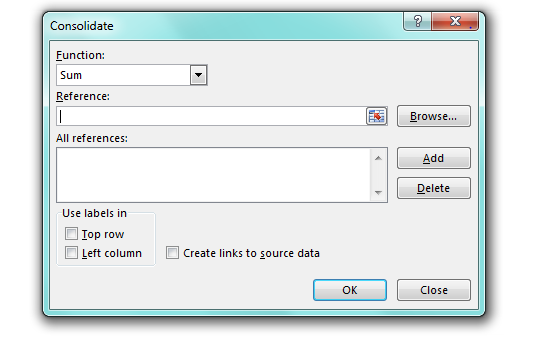 Consolidate
?
Function:
Sum
Reference:
Browse...
All references:
Add
Delete
Use labels in
Top row
Left column
Create links to source data
OK
Close